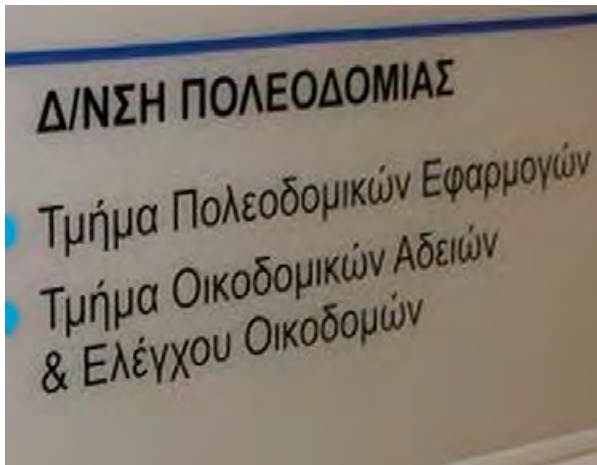 Δ/ΝΣΗ ΠΟΛΕΟΔΟΜΙΑΣ
Τμήμα Πολεοδομικών Εφαρμογών
Τμήμα Οικοδομικών Αδειών
& Ελέγχου Οικοδομών